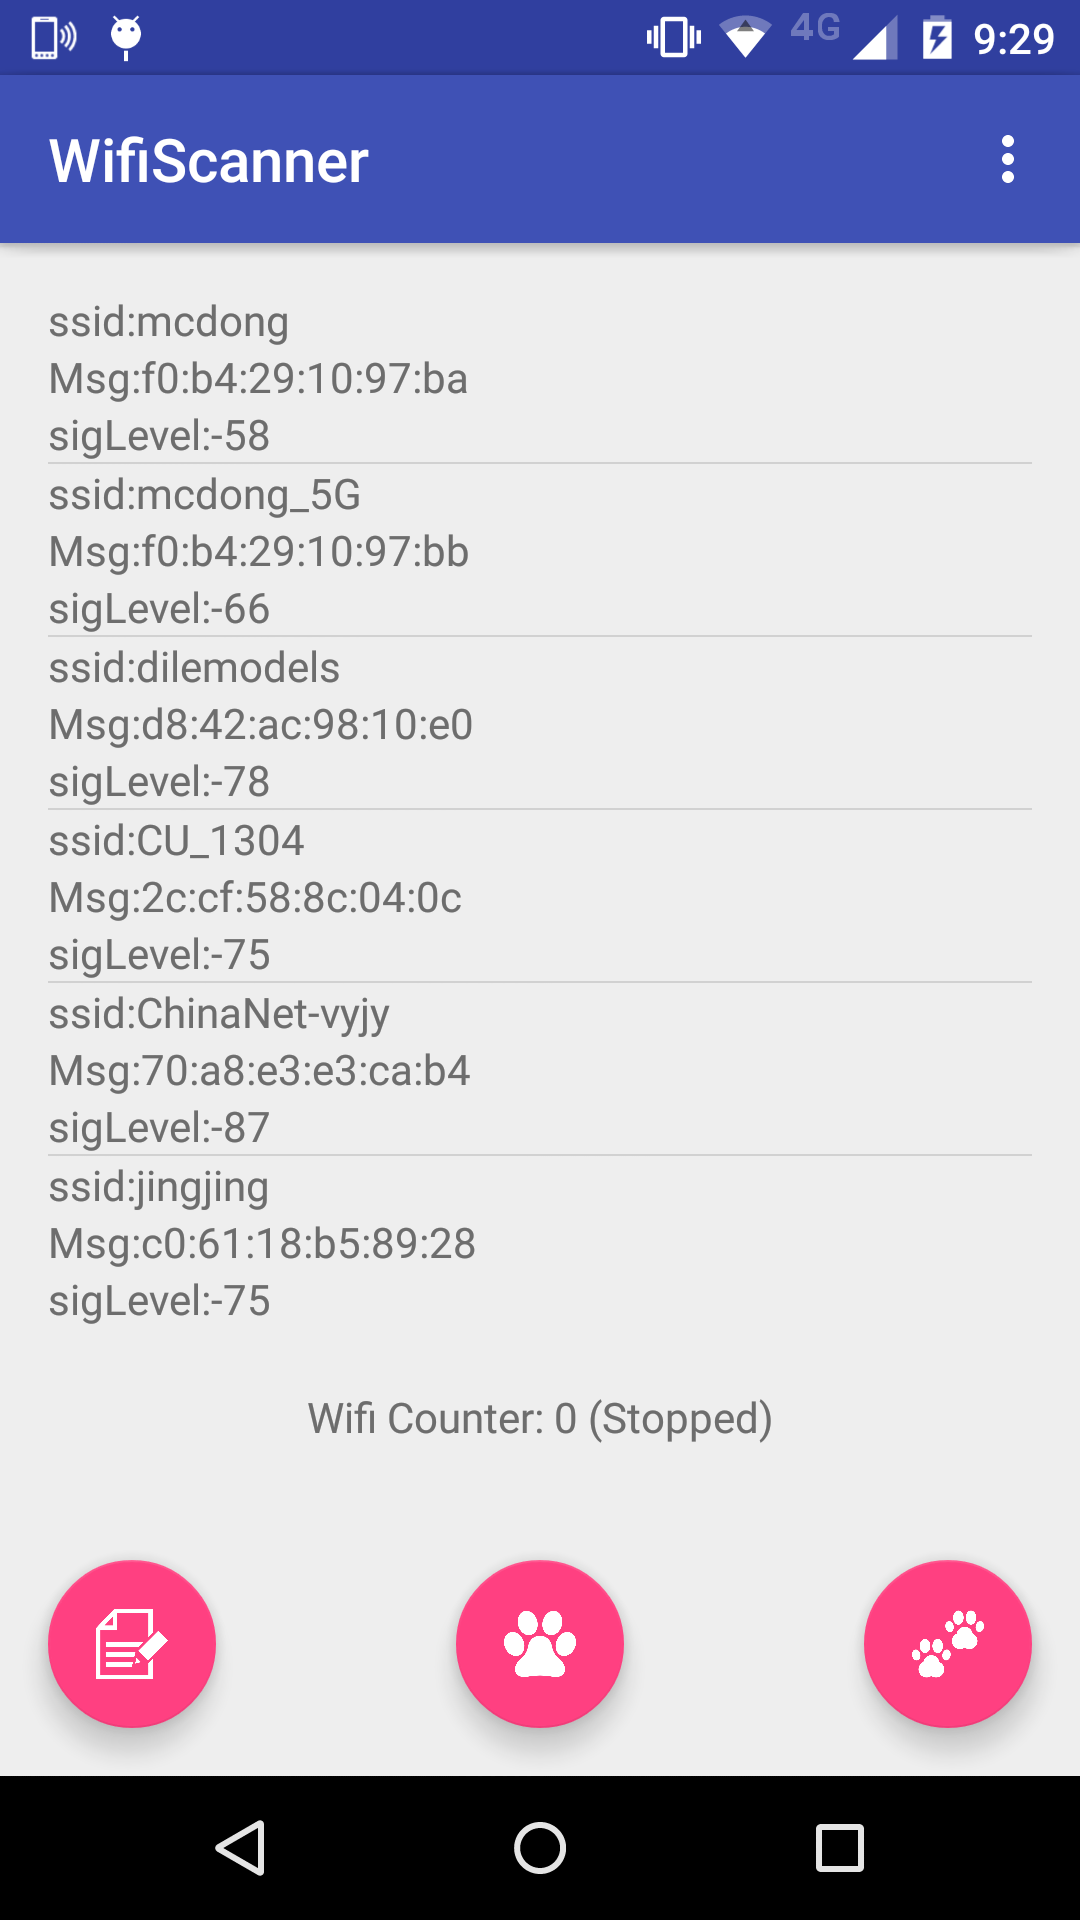 4G 9:29
WifiScanner
ssid:mcdong
Msg:f0:b4:29:10:97:ba
sigLevel:-58
ssid:mcdong_5G
Msg:f0:b4:29:10:97:bb
sigLevel:-66
ssid:dilemodels
Msg:d8:42:ac:98:10:e0
sigLevel:-78
ssid:CU_1304
Msg:2c:cf:58:8c:04:0c
sigLevel:-75
ssid:ChinaNet-vyjy
Msg:70:a8:e3:e3:ca:b4
sigLevel:-87
ssid:jingjing
Msg:c0:61:18:b5:89:28
sigLevel:-75
Wifi Counter: 0 (Stopped)